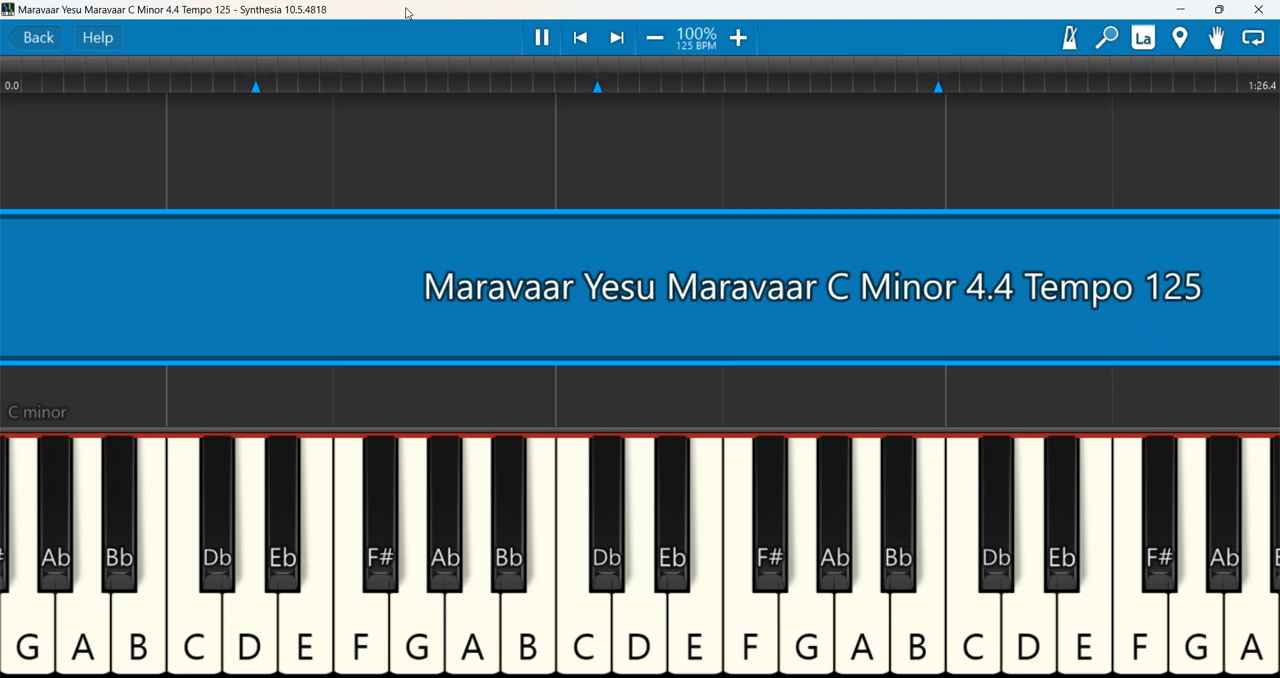 Maravaar Yesu Maravaar C Minor 4.4 Tempo 125 - Synthesia 10.5.4818
Back Help 100% La
125 BPM
0.0 1:26.4
Maravaar Yesu Maravaar C Minor 4.4 Tempo 125
C minor
Ab Bb Db Eb F# Ab Bb Db Eb F# Ab Bb Db Eb F# Ab
G A B C D E F G A B C D E F G A B C D E F G A